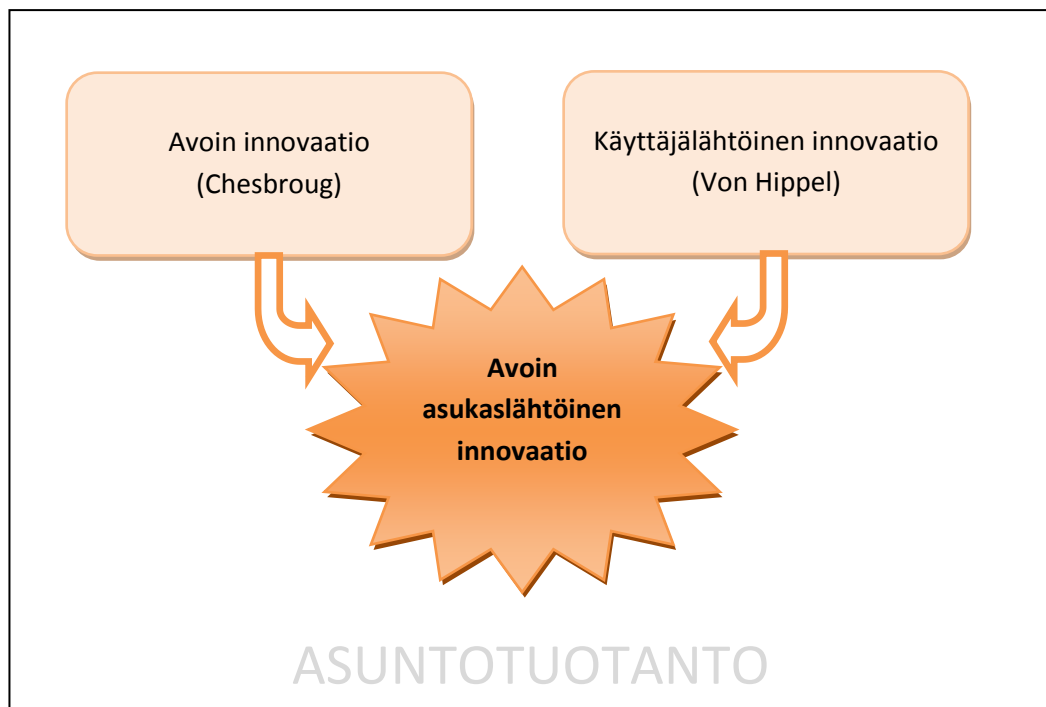 Avoin innovaatio
(Chesbroug)
Käyttäjälähtöinen innovaatio
(Von Hippel)
Avoin
asukaslähtöinen
innovaatio
ASUNTOTUOTANTO